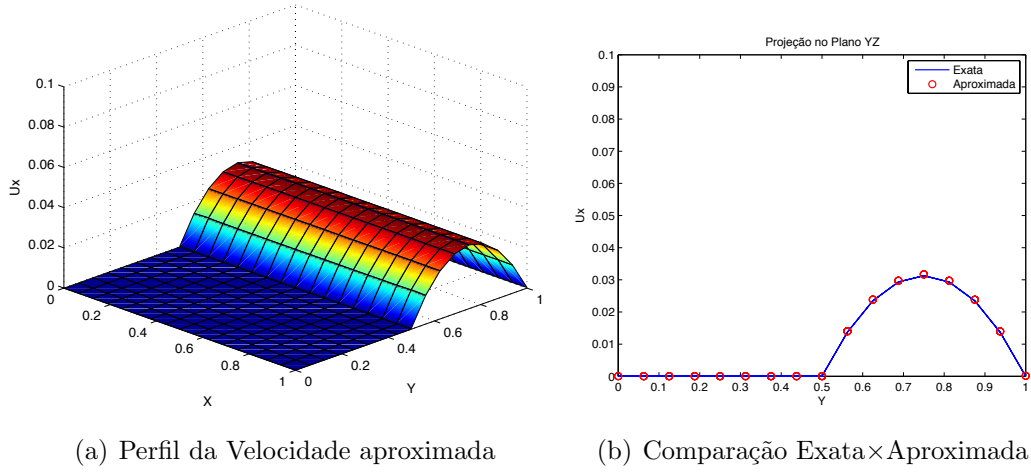 0.1
0.08
0.06
0.04
0.02
0
Ux
0
0.2
0.4
0.6
0.8
1
X
0
0.2
0.4
0.6
0.8
1
Y
Projeção no Plano YZ
Exata
Aproximada
0.1
0.09
0.08
0.07
0.06
0.05
0.04
0.03
0.02
0.01
0
Ux
0 0.1 0.2 0.3 0.4 0.5 0.6 0.7 0.8 0.9 1
Y
(a) Perfil da Velocidade aproximada
(b) Comparação Exata×Aproximada